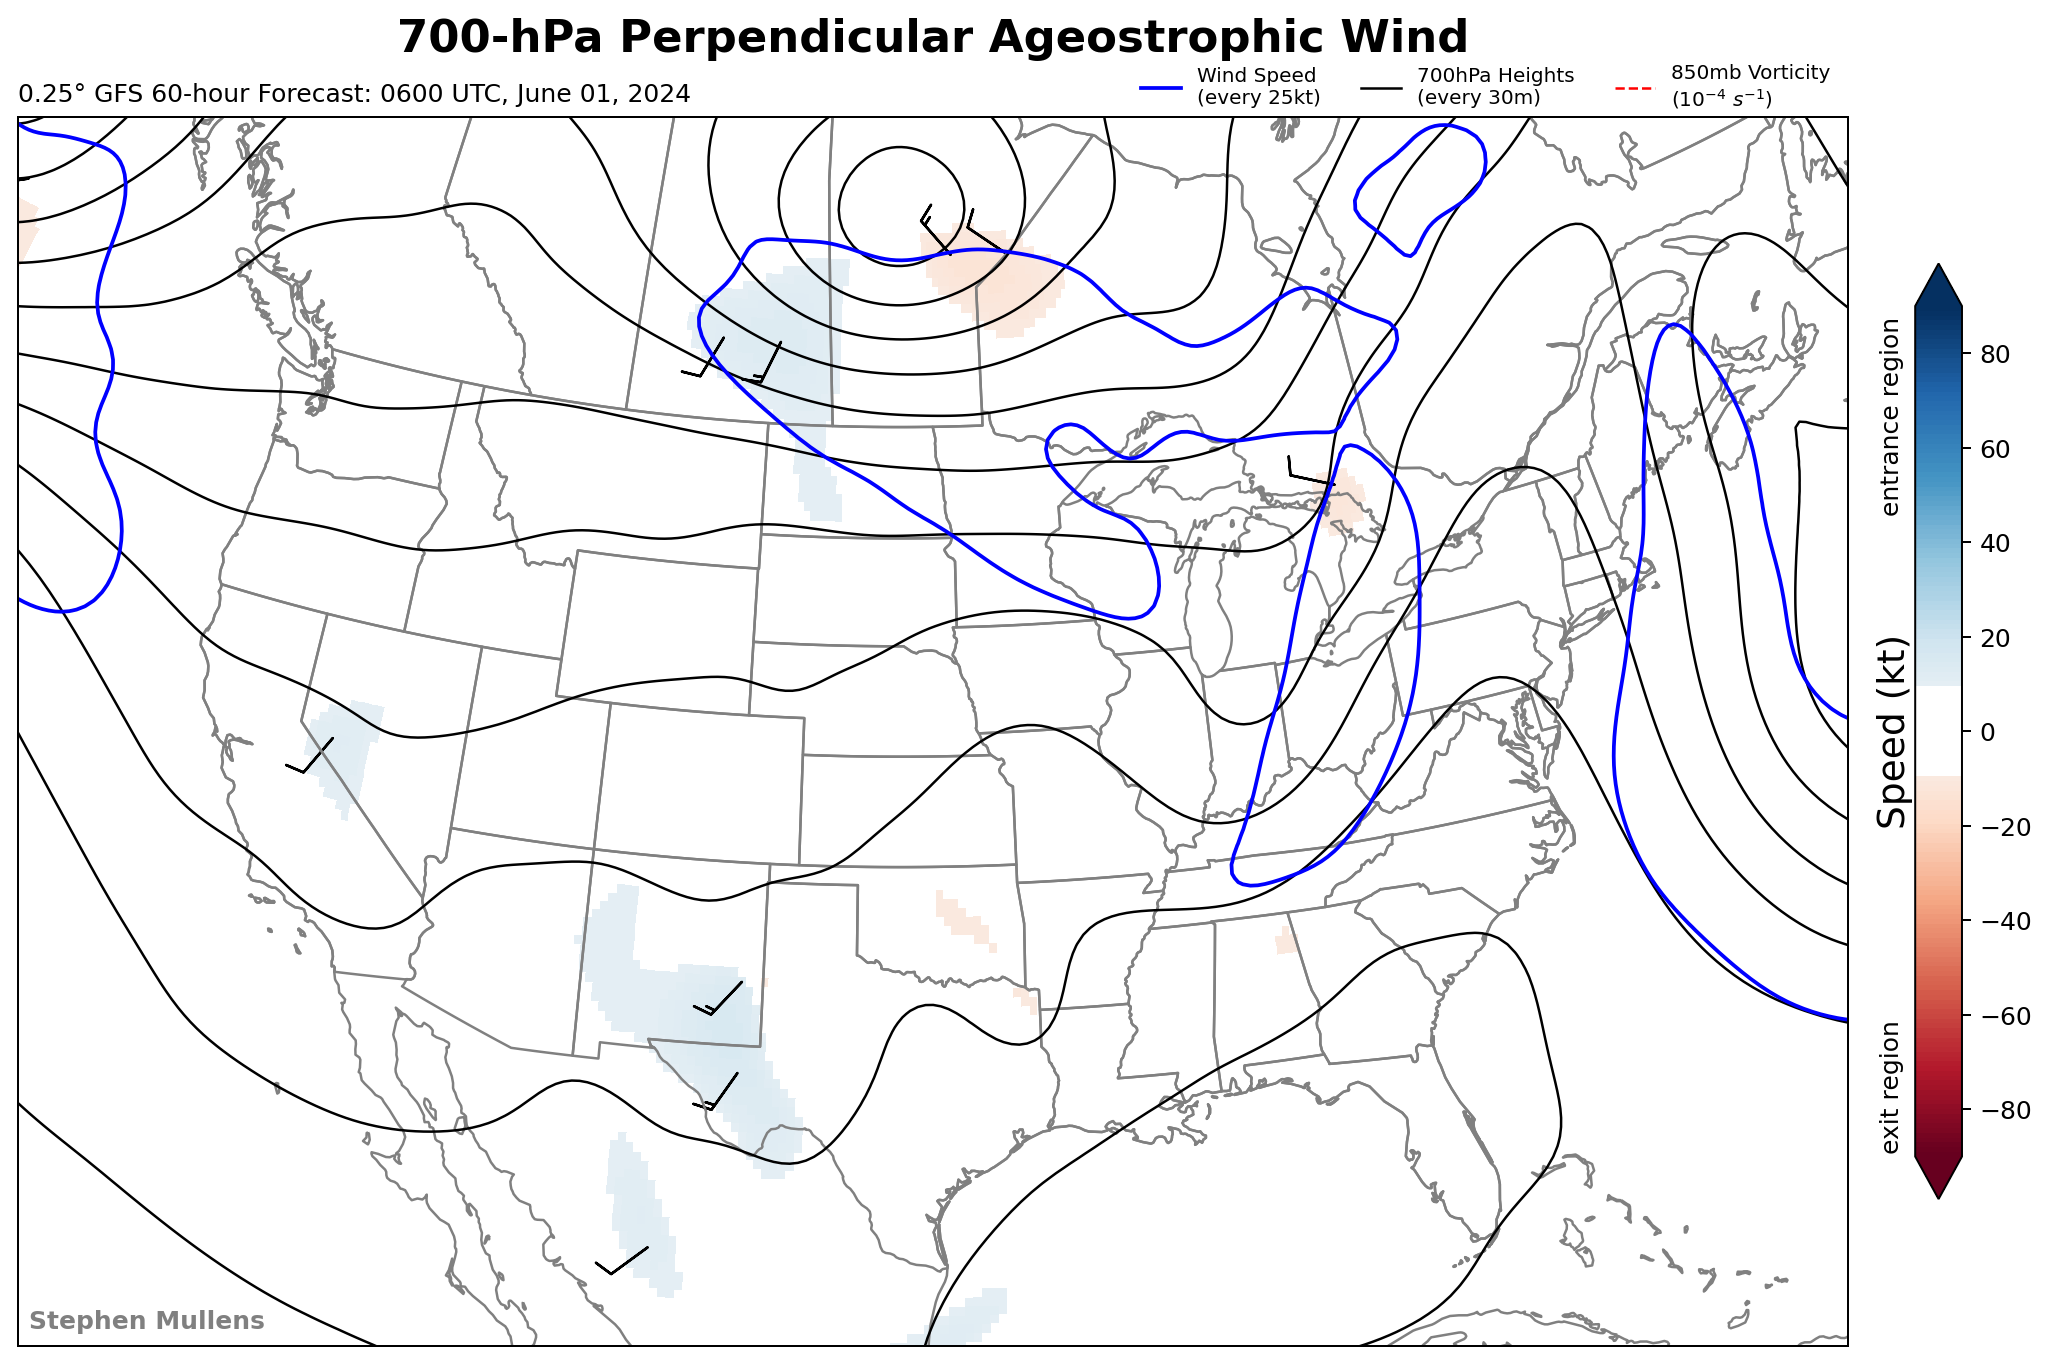 700-hPa Perpendicular Ageostrophic Wind
0.25° GFS 60-hour Forecast: 0600 UTC, June 01, 2024
Wind Speed
(every 25kt)
700hPa Heights
(every 30m)
850mb Vorticity
(10⁻⁴ s⁻¹)
entrance region
Speed (kt)
exit region
80
60
40
20
0
−20
−40
−60
−80
Stephen Mullens